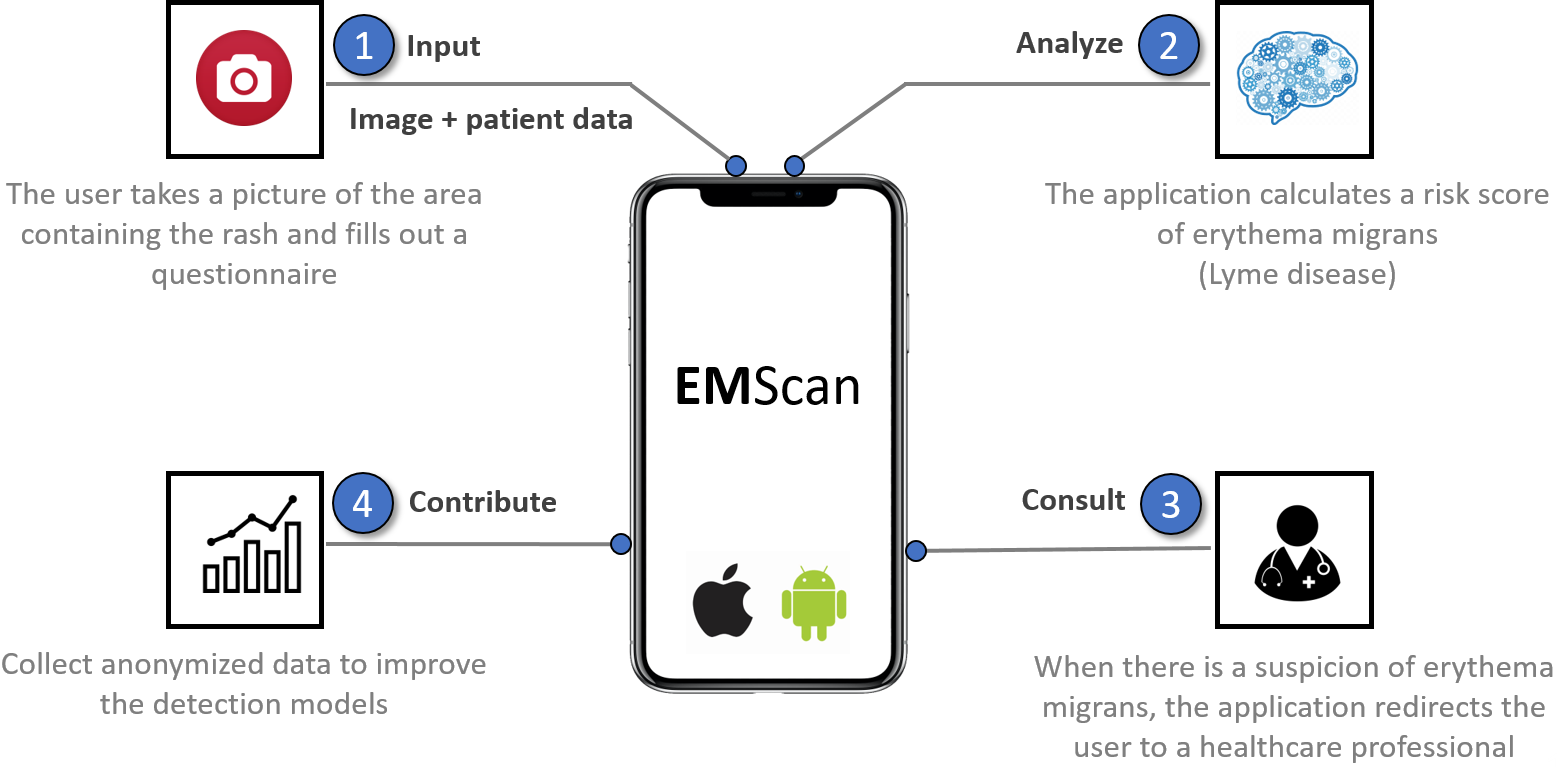 1 Input
Image + patient data
The user takes a picture of the area
containing the rash and fills out a
questionnaire
Analyze 2
The application calculates a risk score
of erythema migrans
(Lyme disease)
EMScan
Consult 3
When there is a suspicion of erythema
migrans, the application redirects the
user to a healthcare professional
4 Contribute
Collect anonymized data to improve
the detection models